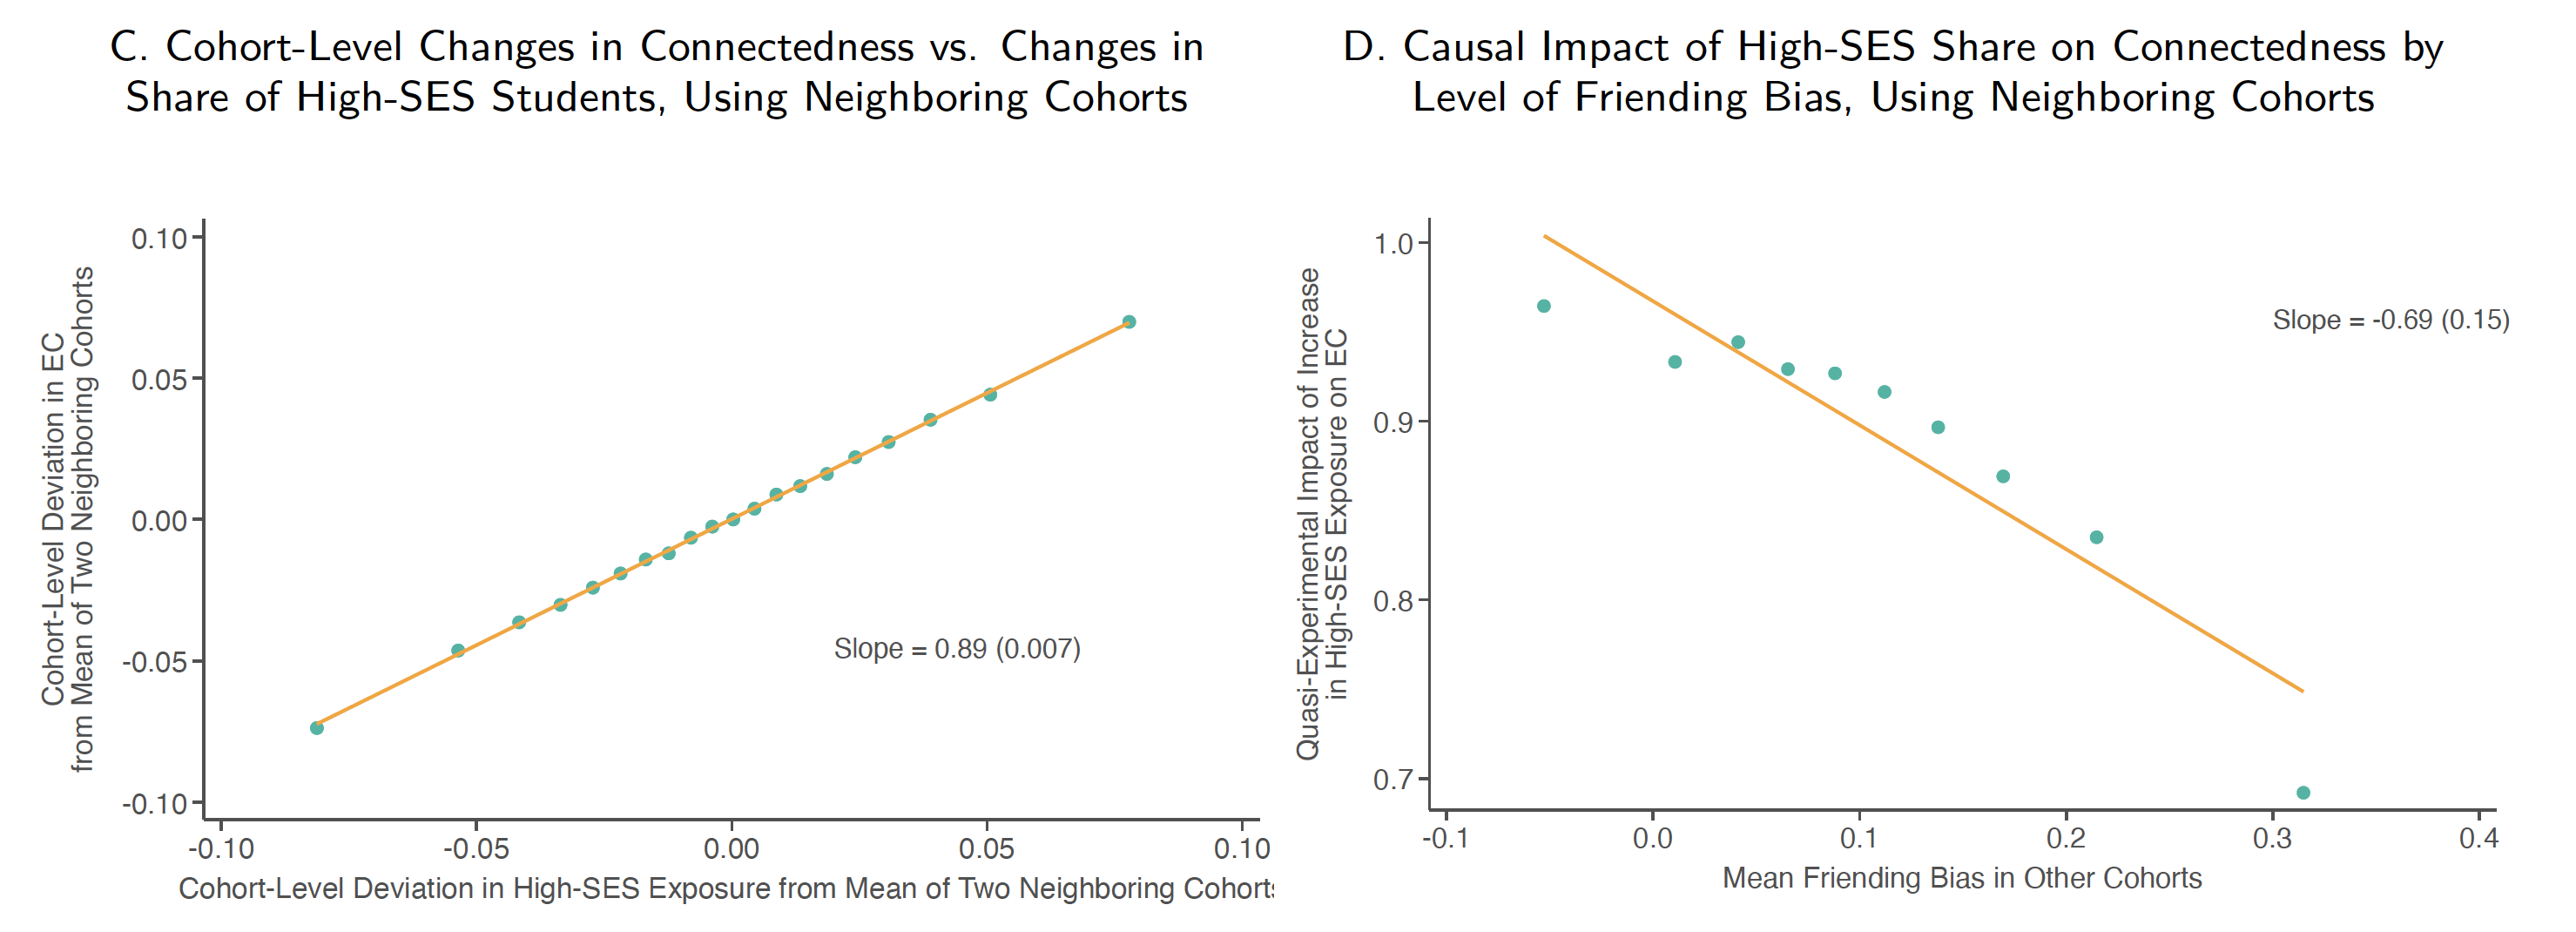 C. Cohort-Level Changes in Connectedness vs. Changes in
Share of High-SES Students, Using Neighboring Cohorts
Cohort-Level Deviation in EC
from Mean of Two Neighboring Cohorts
0.10
0.05
0.00
-0.05
-0.10
Slope = 0.89 (0.007)
-0.10
-0.05
0.00
0.05
0.10
Cohort-Level Deviation in High-SES Exposure from Mean of Two Neighboring Cohorts
D. Causal Impact of High-SES Share on Connectedness by
Level of Friending Bias, Using Neighboring Cohorts
Quasi-Experimental Impact of Increase
in High-SES Exposure on EC
1.0
0.9
0.8
0.7
Slope = -0.69 (0.15)
-0.1
0.0
0.1
0.2
0.3
0.4
Mean Friending Bias in Other Cohorts